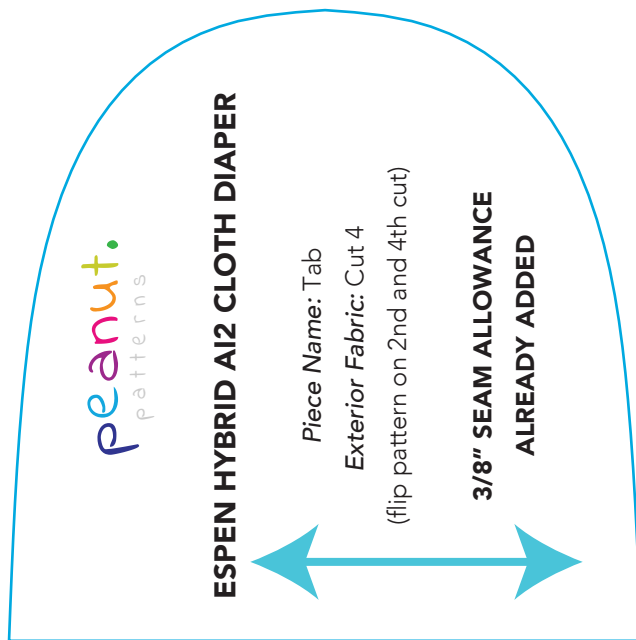 peanut.
patterns
ESPEN HYBRID AI2 CLOTH DIAPER
Piece Name: Tab
Exterior Fabric: Cut 4
(flip pattern on 2nd and 4th cut)
3/8" SEAM ALLOWANCE
ALREADY ADDED